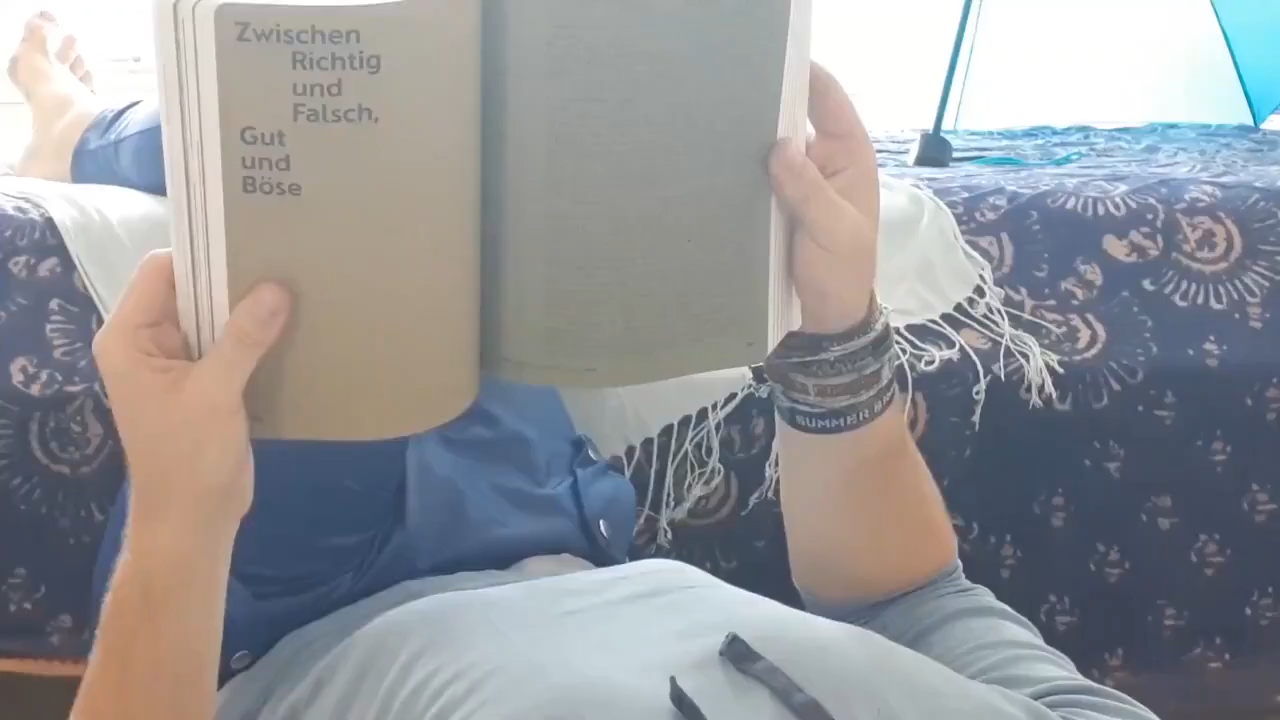 Zwischen
Richtig
und
Falsch,
Gut
und
Böse
SUMMER